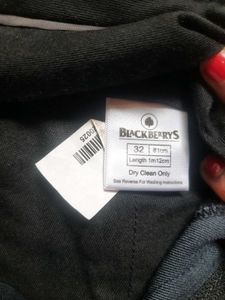 BLACKBERRYS
32 81cm
Length 1m12cm
Dry Clean Only
See Reverse For Washing Instructions